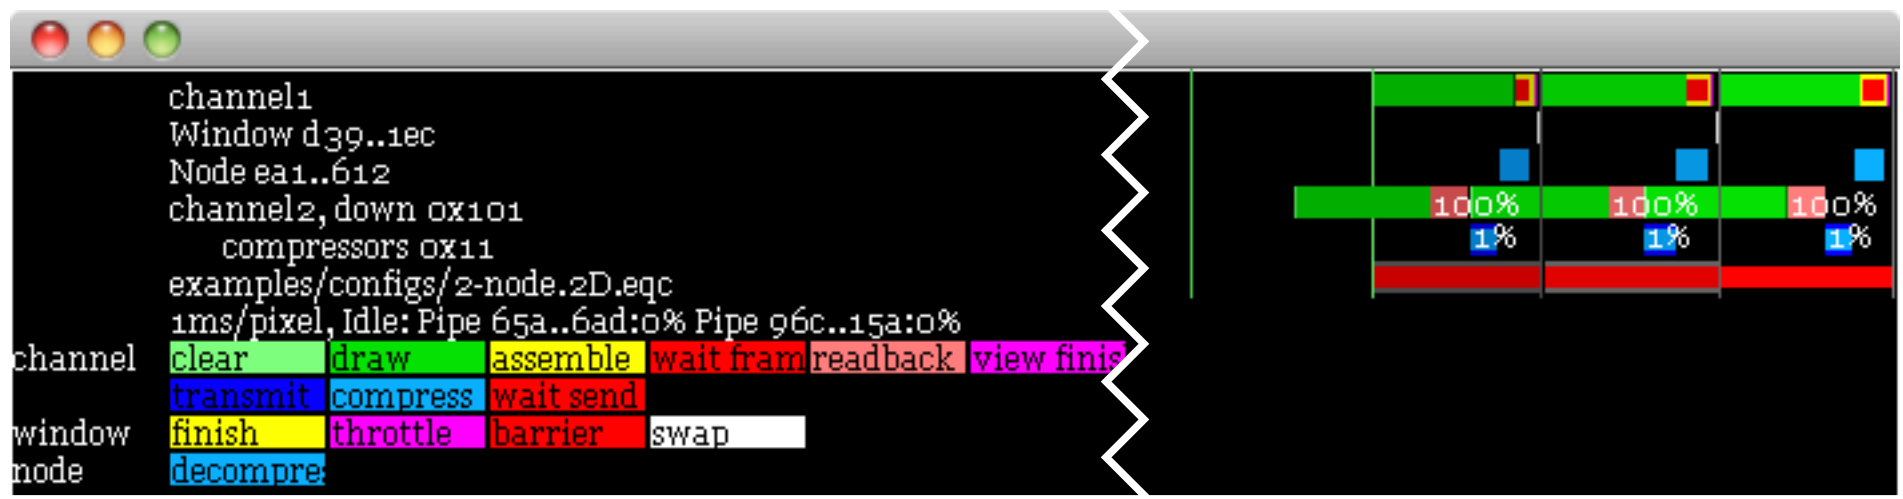 channel1
Window d39..1ec
Node ea1..612
channel2, down 0x101 100% 100% 100%
compressors 0x11 1% 1% 1%
examples/configs/2-node.2D.eqc
1ms/pixel, Idle: Pipe 65a..6ad:0% Pipe 96c..15a:0%
channel clear draw assemble wait fram readback view finis
transmit compress wait send
window finish throttle barrier swap
node decompres